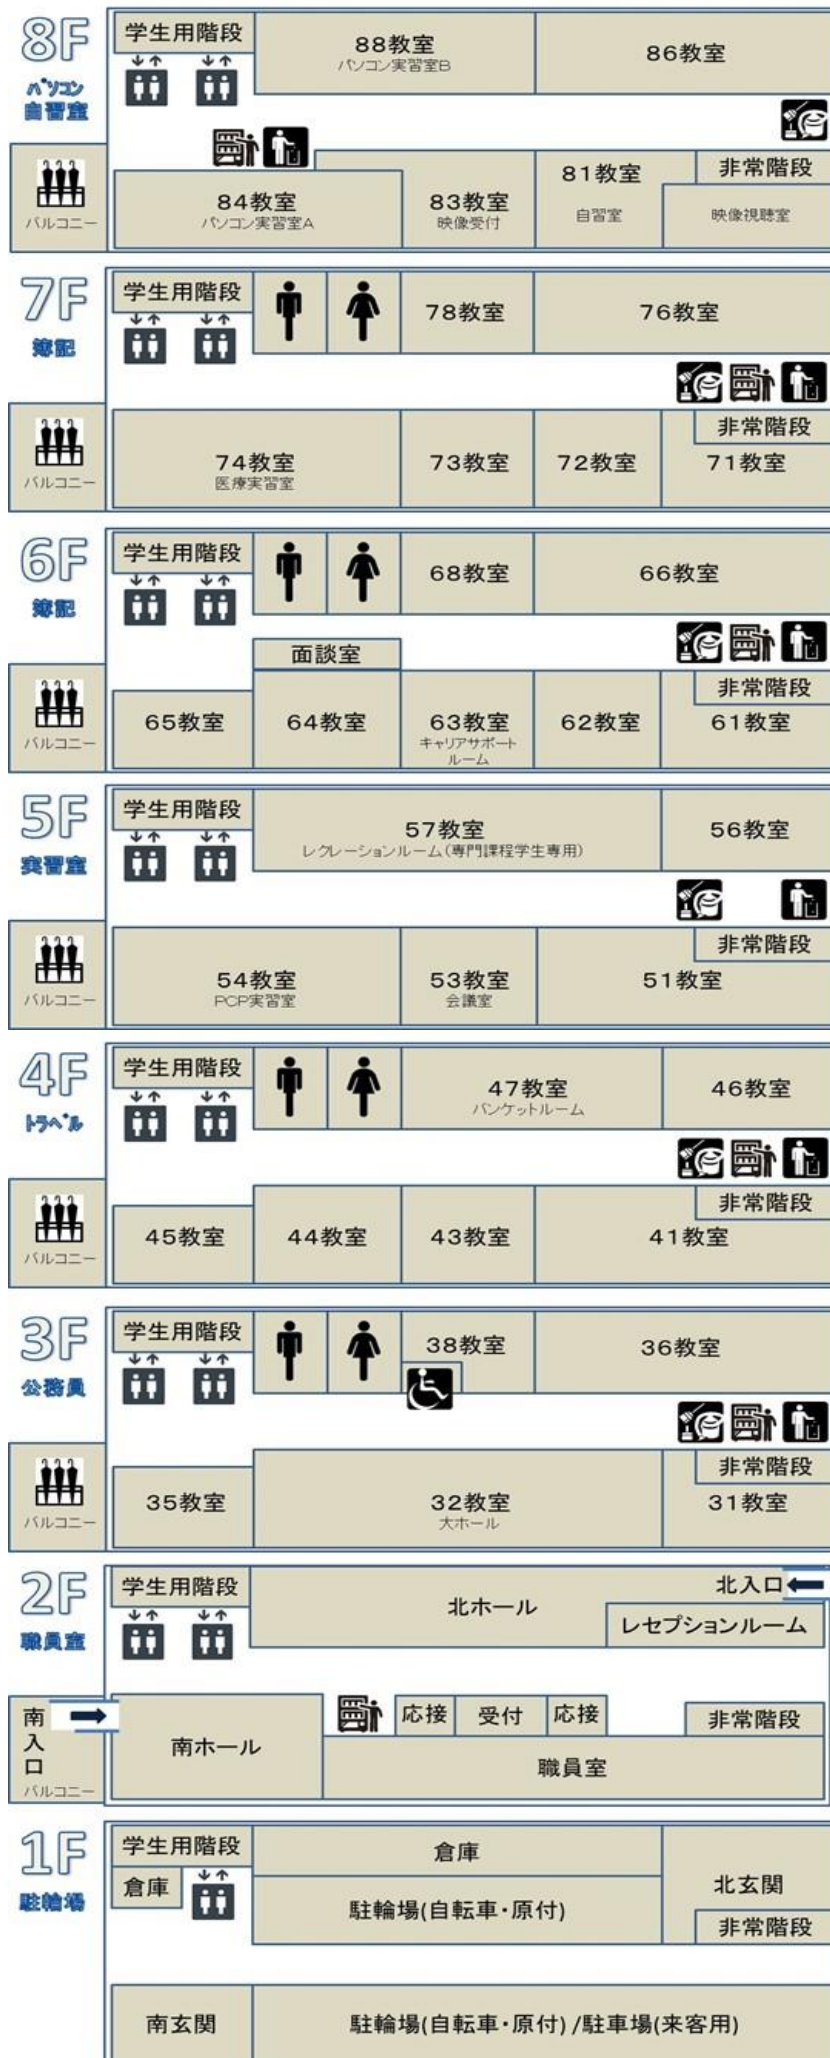 8F
パソコン
自習室
学生用階段
88教室
パソコン実習室B
86教室
バルコニー
84教室
パソコン実習室A
83教室
映像受付
81教室
自習室
非常階段
映像視聴室
7F
簿記
学生用階段
78教室
76教室
バルコニー
74教室
医療実習室
73教室
72教室
非常階段
71教室
6F
簿記
学生用階段
68教室
66教室
面談室
バルコニー
65教室
64教室
63教室
キャリアサポート
ルーム
62教室
非常階段
61教室
5F
実習室
学生用階段
57教室
レクレーションルーム(専門課程学生専用)
56教室
バルコニー
54教室
PCP実習室
53教室
会議室
51教室
非常階段
4F
トラベル
学生用階段
47教室
バンケットルーム
46教室
バルコニー
45教室
44教室
43教室
41教室
非常階段
3F
公務員
学生用階段
38教室
36教室
バルコニー
35教室
32教室
大ホール
非常階段
31教室
2F
職員室
学生用階段
北ホール
北入口
レセプションルーム
南入口
バルコニー
南ホール
応接
受付
応接
非常階段
職員室
1F
駐輪場
学生用階段
倉庫
倉庫
駐輪場(自転車・原付)
北玄関
非常階段
南玄関
駐輪場(自転車・原付)/駐車場(来客用)